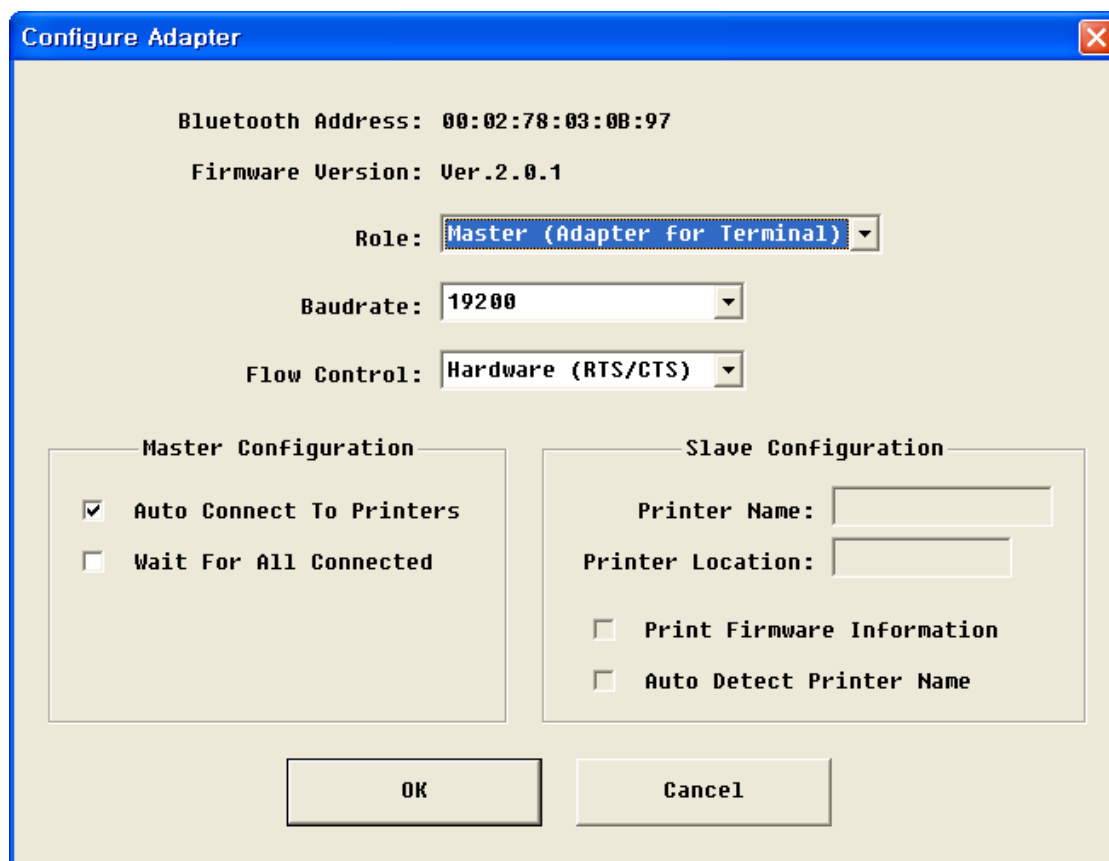 Configure Adapter
Bluetooth Address: 00:02:78:03:0B:97
Firmware Version: Ver.2.0.1
Role: Master (Adapter for Terminal)
Baudrate: 19200
Flow Control: Hardware (RTS/CTS)
Master Configuration
Auto Connect To Printers
Wait For All Connected
Slave Configuration
Printer Name:
Printer Location:
Print Firmware Information
Auto Detect Printer Name
OK
Cancel